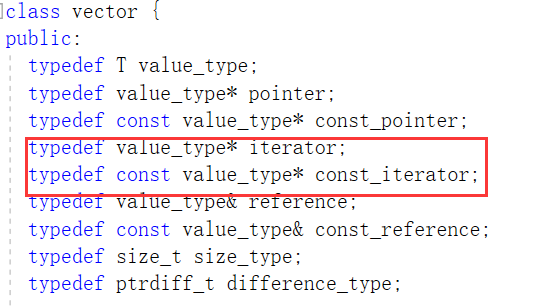 class vector {
public:
typedef T value_type;
typedef value_type* pointer;
typedef const value_type* const_pointer;
typedef value_type* iterator;
typedef const value_type* const_iterator;
typedef value_type& reference;
typedef const value_type& const_reference;
typedef size_t size_type;
typedef ptrdiff_t difference_type;